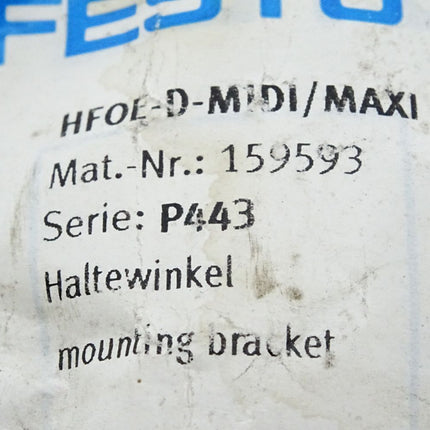 FESTO
HFOE-D-MIDI/MAXI
Mat.-Nr.: 159593
Serie: P443
Haltewinkel
mounting bracket